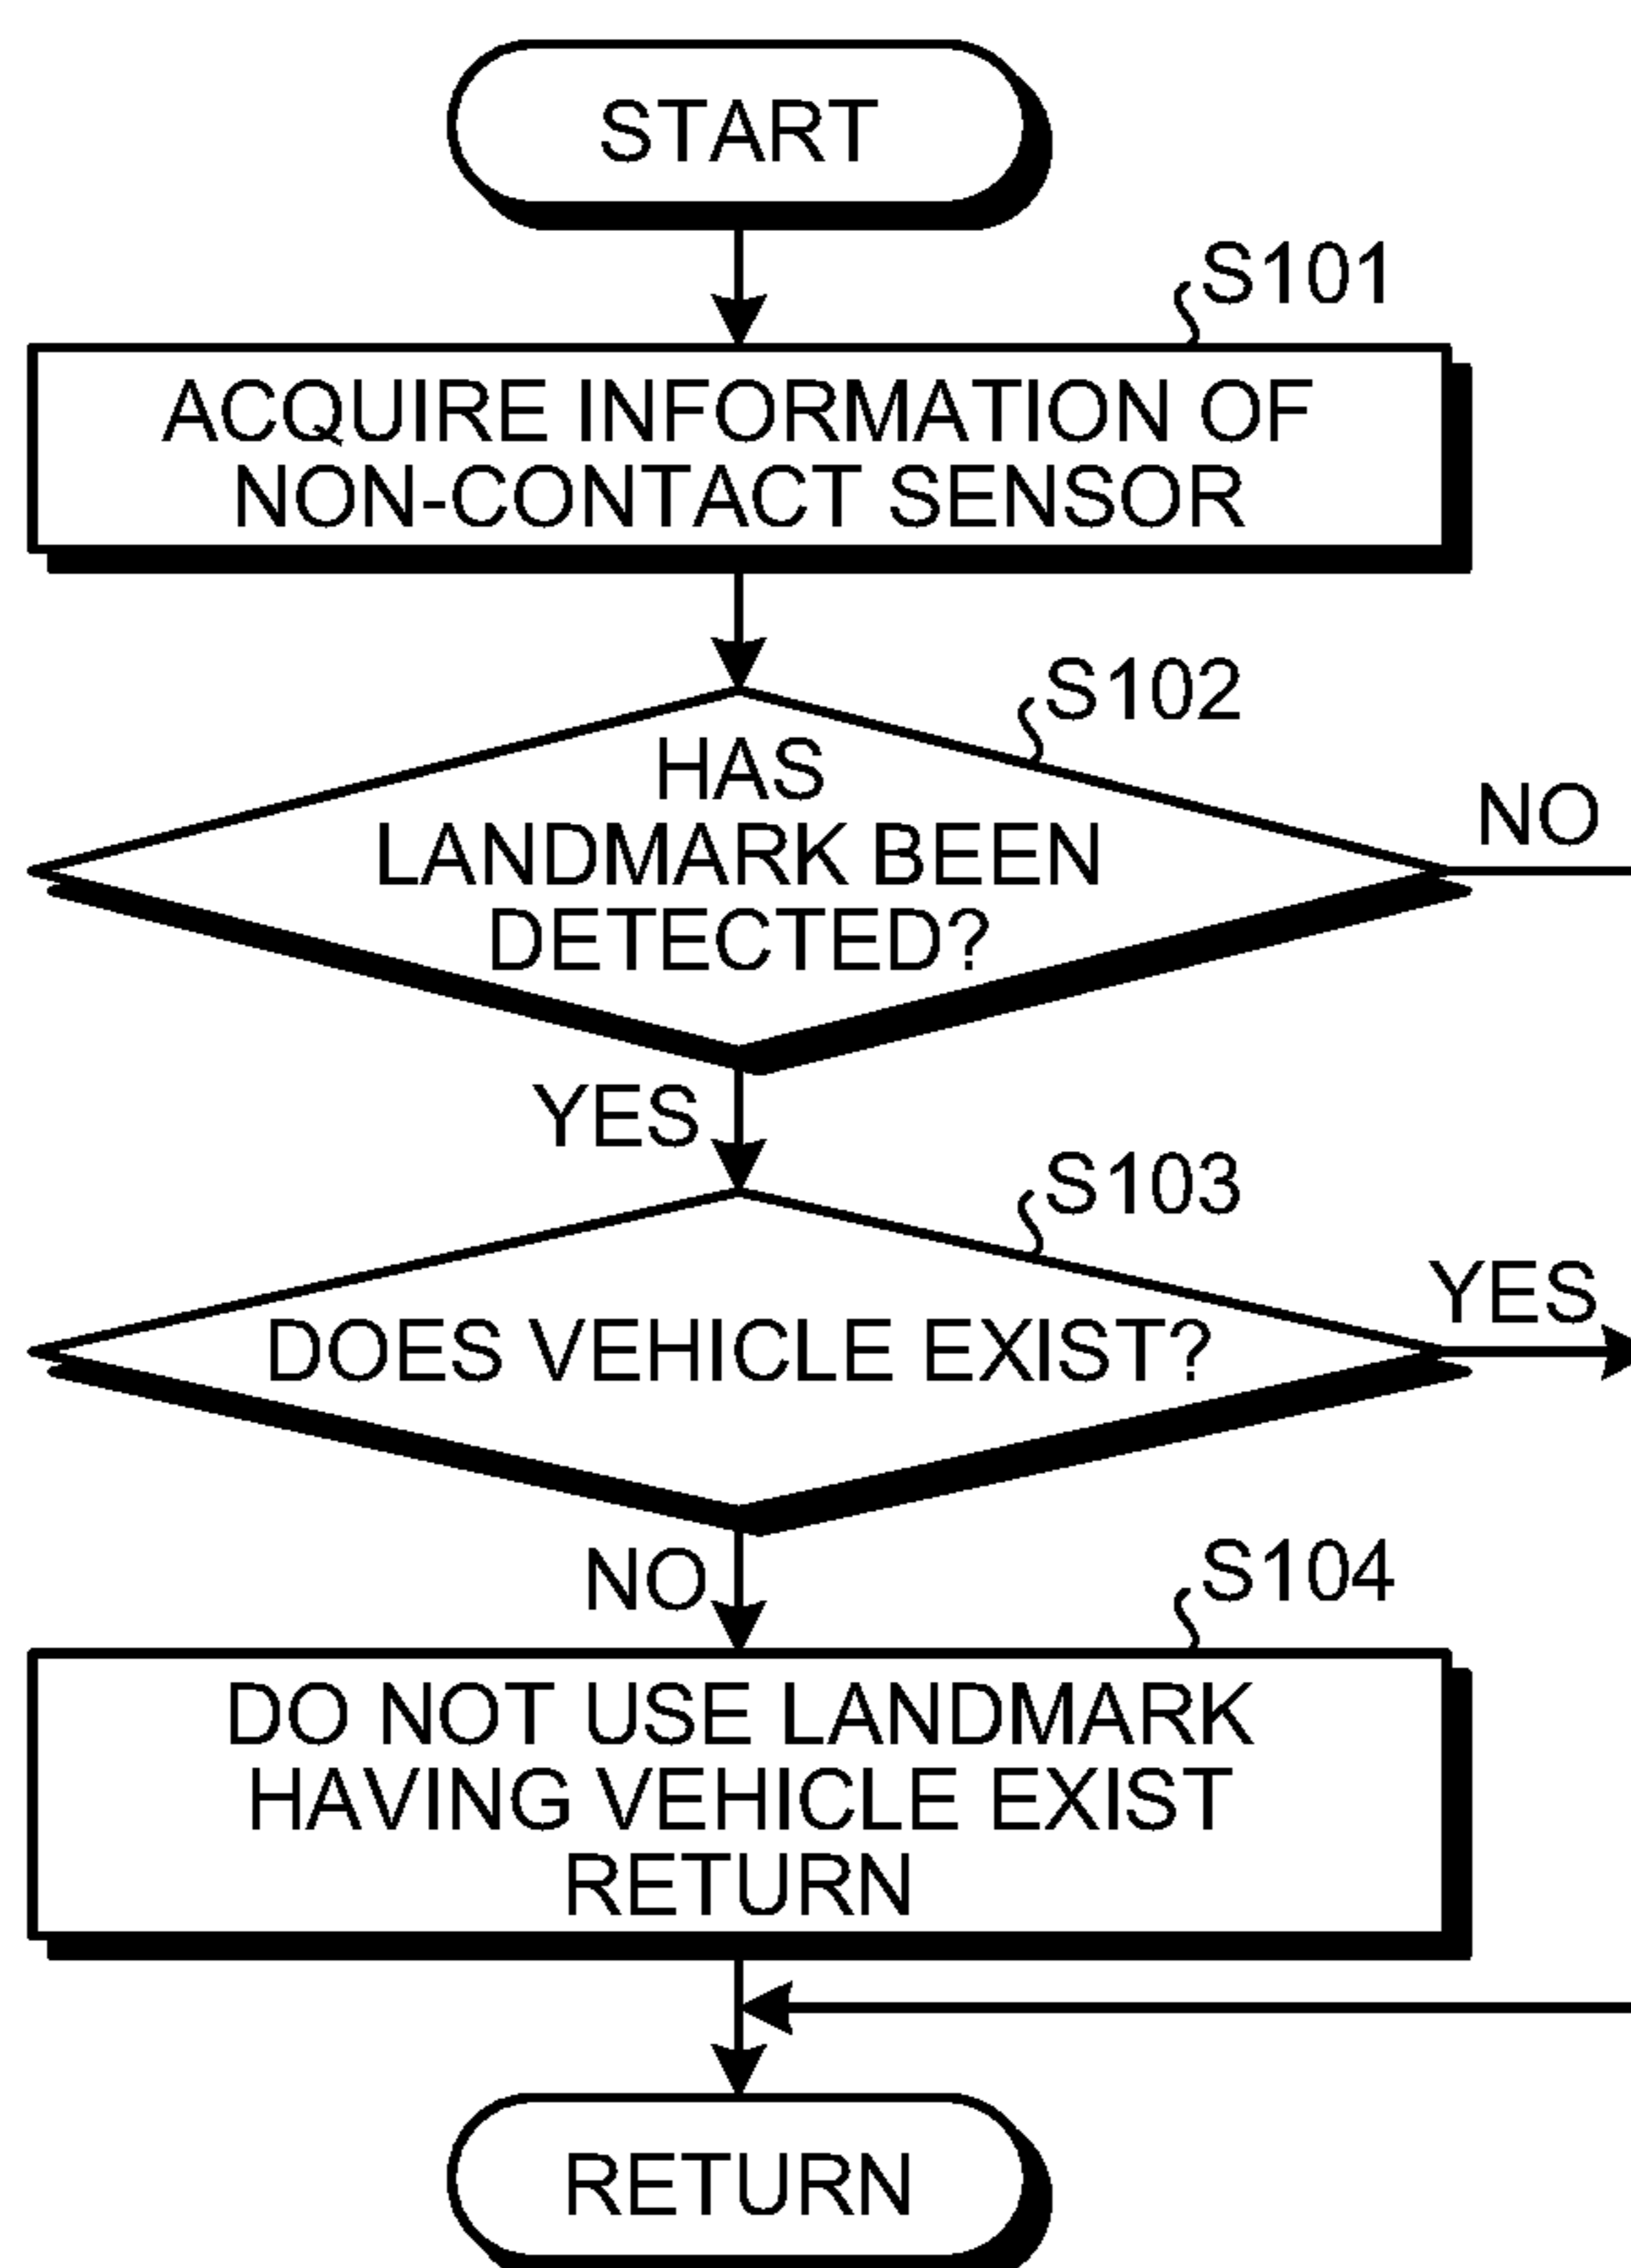 START
S101
ACQUIRE INFORMATION OF
NON-CONTACT SENSOR
S102
HAS
LANDMARK BEEN
DETECTED?
NO
YES
S103
DOES VEHICLE EXIST?
YES
NO
S104
DO NOT USE LANDMARK
HAVING VEHICLE EXIST
RETURN
RETURN